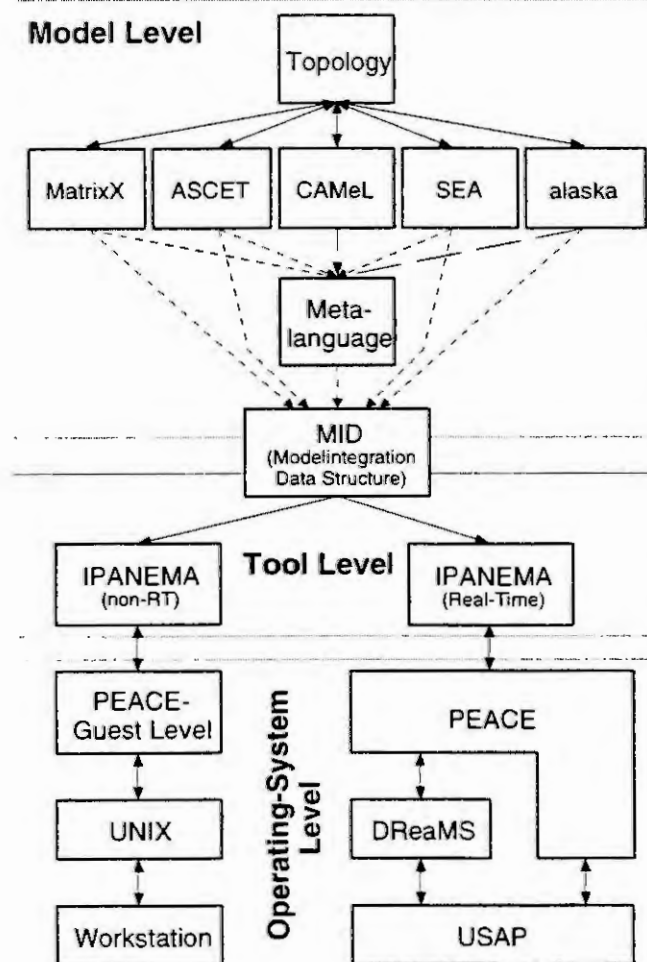 Model Level
Topology
MatrixX
ASCET
CAMeL
SEA
alaska
Meta-
language
MID
(Modelintegration
Data Structure)
IPANEMA
(non-RT)
Tool Level
IPANEMA
(Real-Time)
PEACE-
Guest Level
Operating-System
Level
PEACE
UNIX
DReaMS
Workstation
USAP